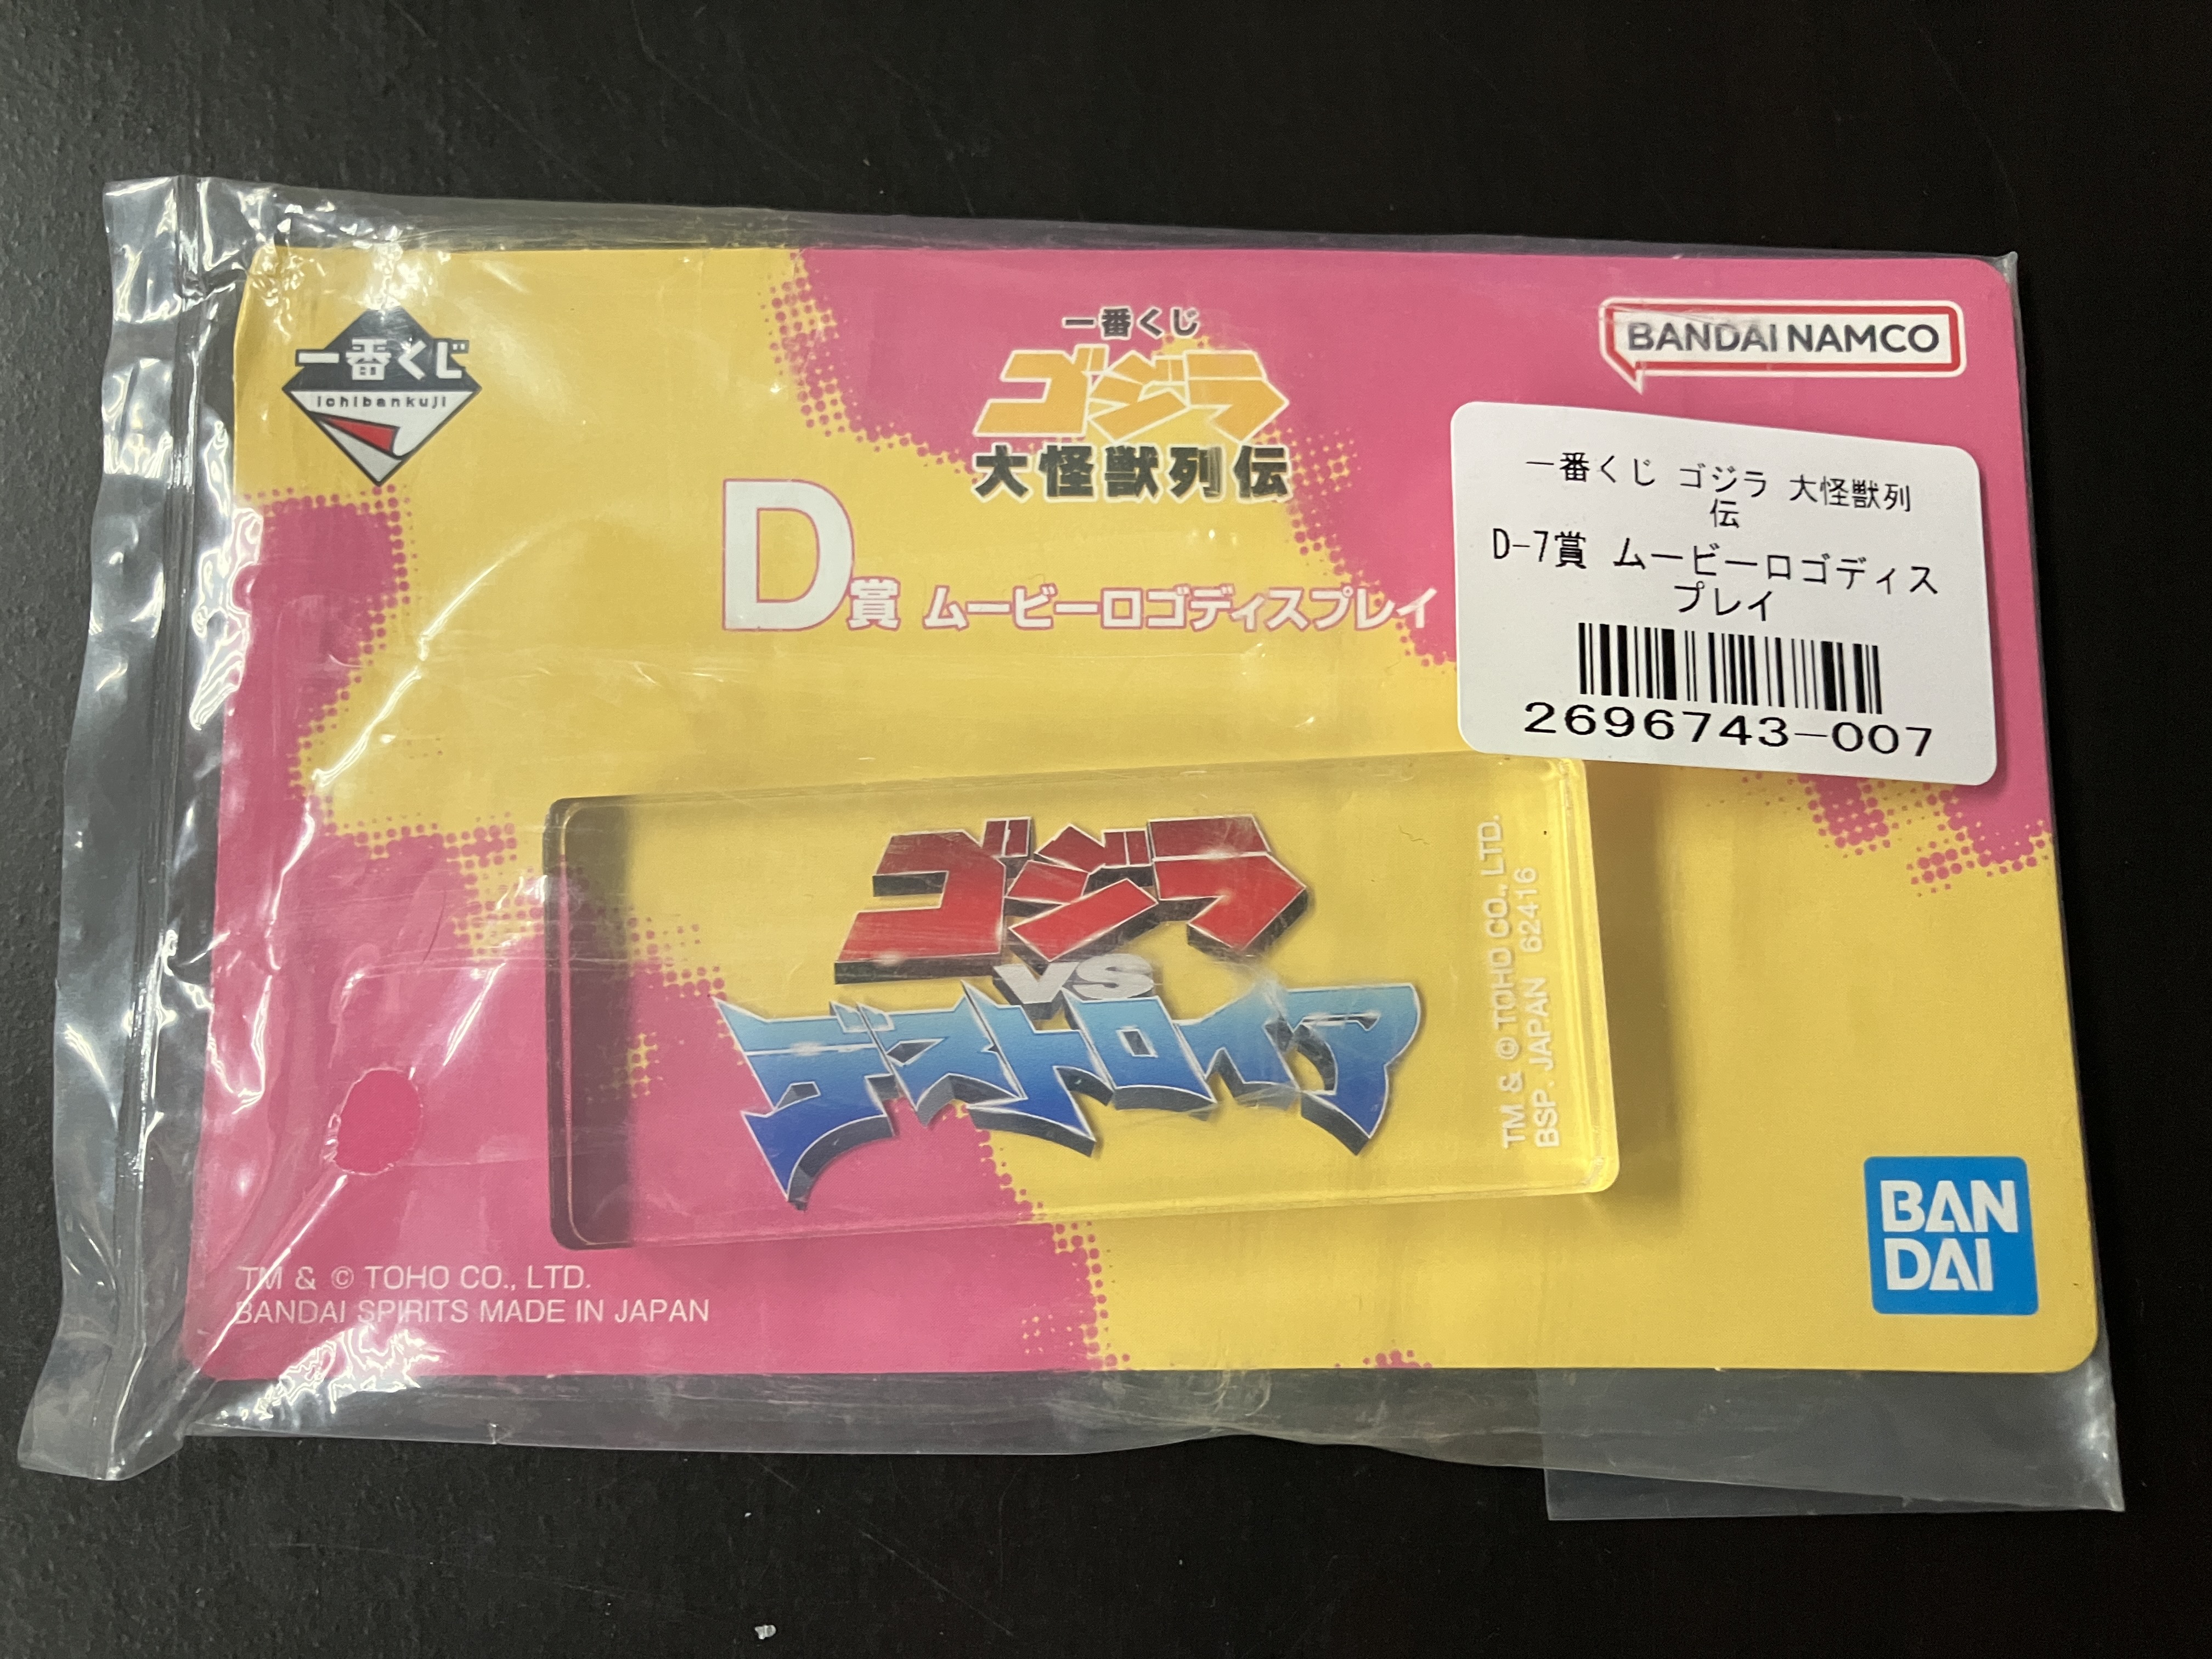 一番くじ
ichibankuji
一番くじ
ゴジラ
大怪獣列伝
BANDAI NAMCO
D賞 ムービーロゴディスプレイ
一番くじ ゴジラ 大怪獣列
伝
D-7賞 ムービーロゴディス
プレイ
2696743-007
ゴジラ
VS
デストロイア
TM & © TOHO CO., LTD.
BSP. JAPAN 62416
TM & © TOHO CO., LTD.
BANDAI SPIRITS MADE IN JAPAN
BAN
DAI